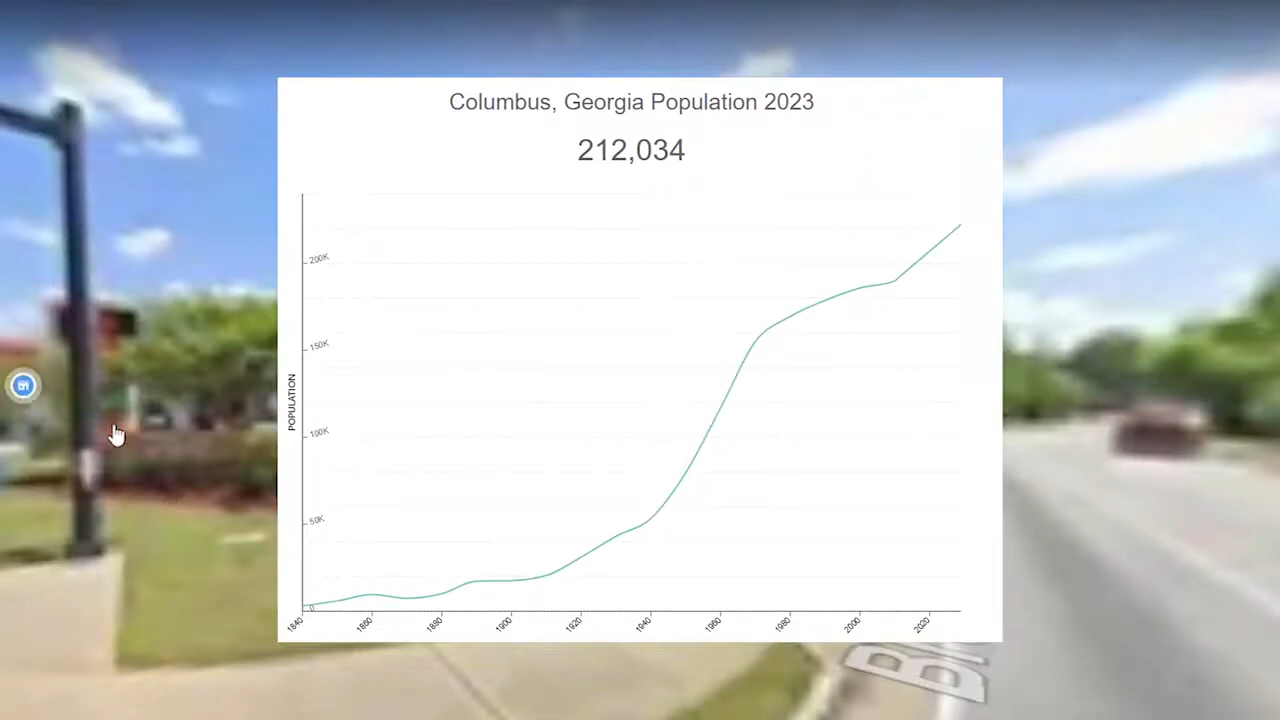 Columbus, Georgia Population 2023
212,034
200K
150K
100K
50K
0
POPULATION
1840 1860 1880 1900 1920 1940 1960 1980 2000 2020